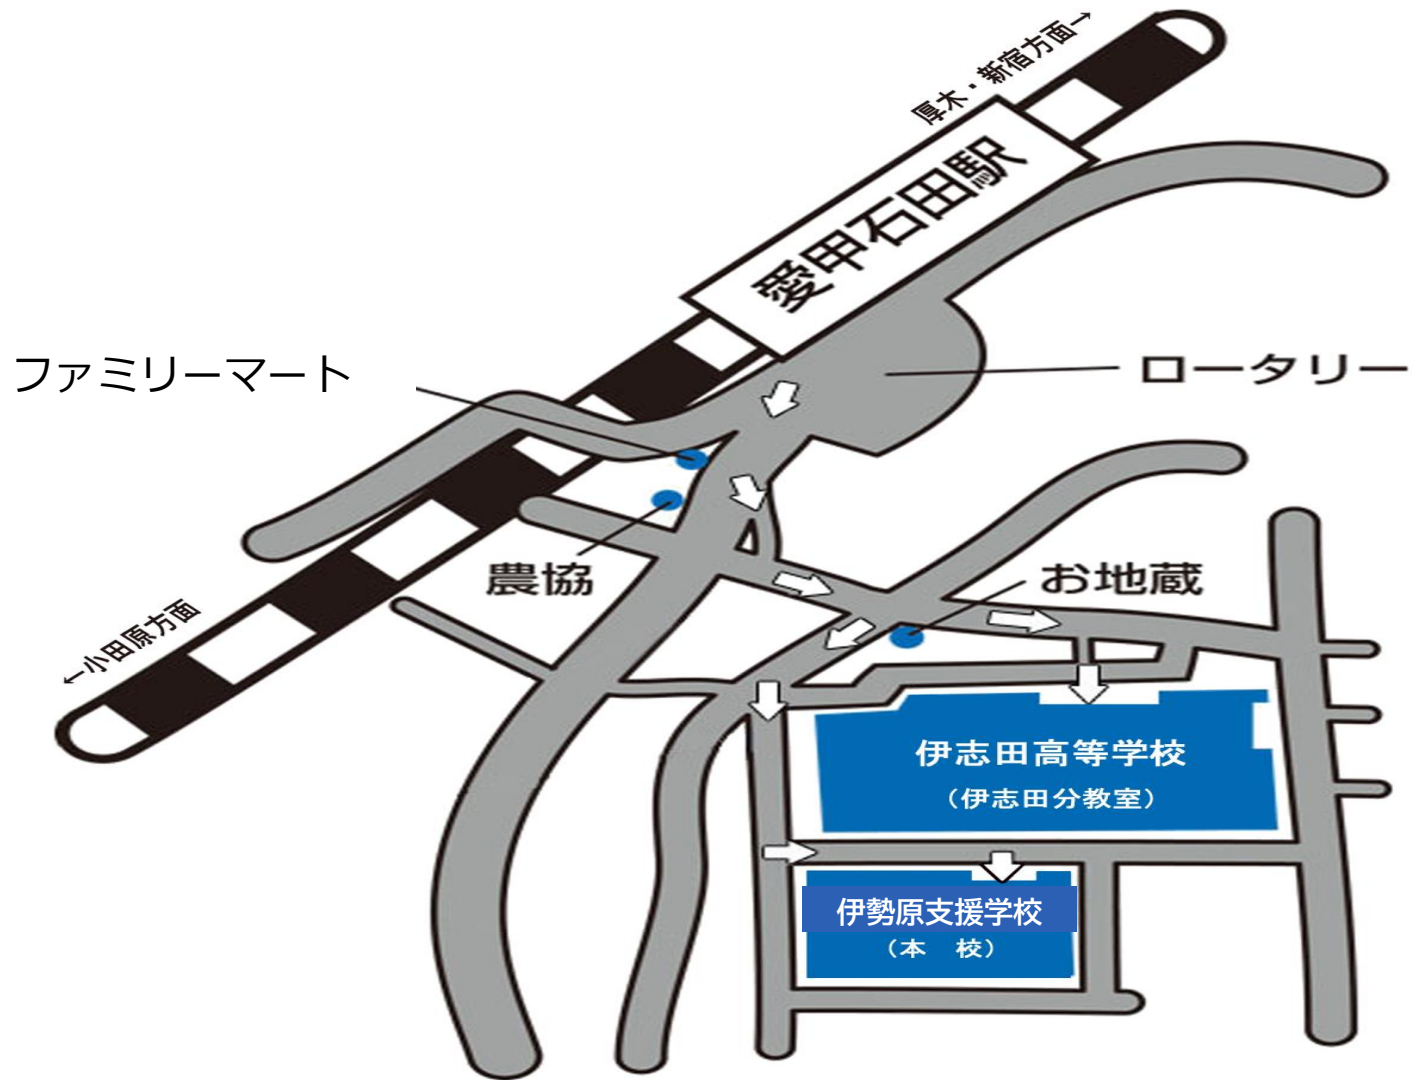 厚木・新宿方面→
愛甲石田駅
ファミリーマート
ロータリー
農協
お地蔵
←小田原方面
伊志田高等学校
（伊志田分教室）
伊勢原支援学校
（本　校）